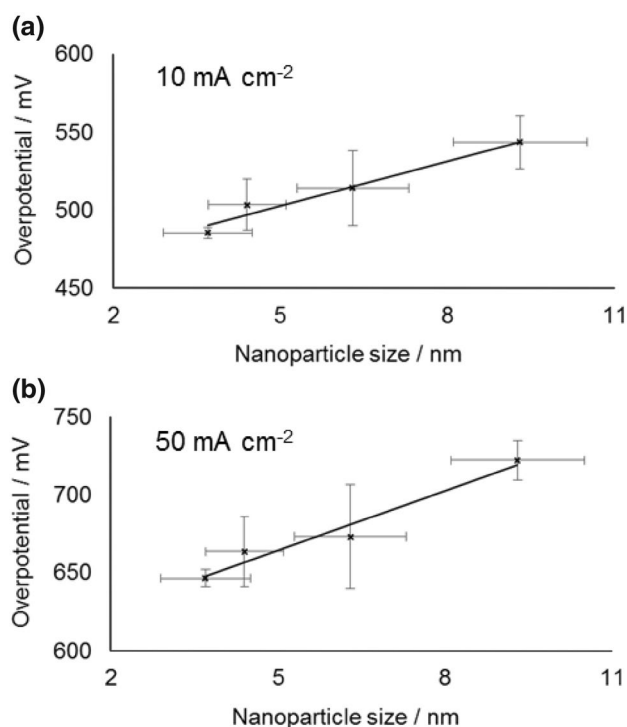 (a)
600
10 mA cm-2
550
500
450
Overpotential / mV
2 5 8 11
Nanoparticle size / nm
(b)
750
50 mA cm-2
700
650
600
Overpotential / mV
2 5 8 11
Nanoparticle size / nm